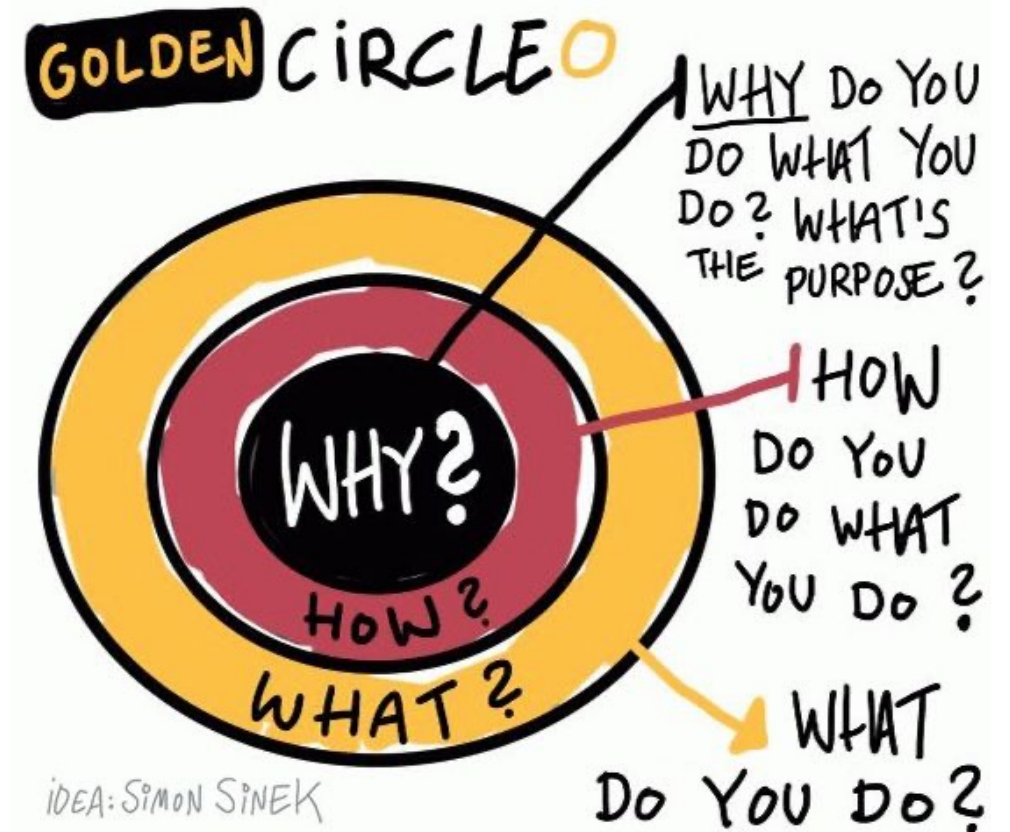 GOLDEN CiRCLE
WHY DO YOU
DO WHAT YOU
DO? WHAT'S
THE PURPOSE?
HOW
DO YOU
DO WHAT
YOU DO?
WHAT
DO YOU DO?
WHY?
HOW?
WHAT?
iDEA: SiMON SiNEK